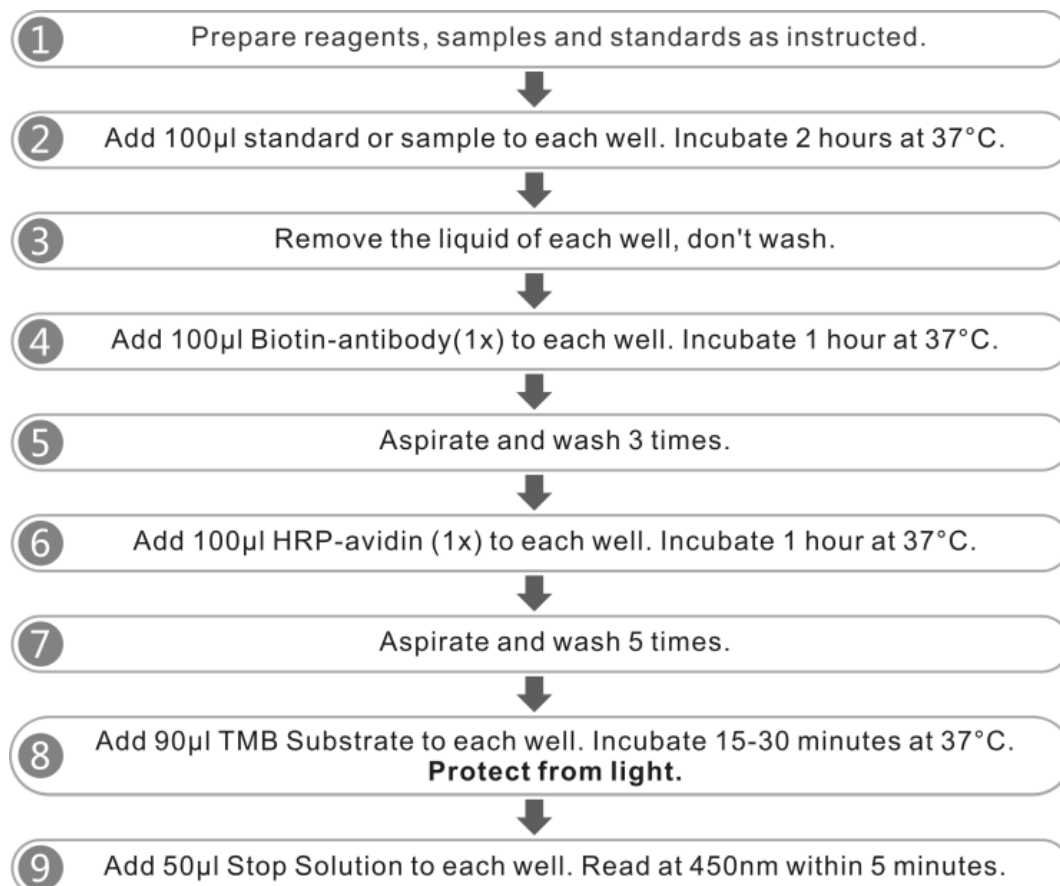 1 Prepare reagents, samples and standards as instructed.
2 Add 100µl standard or sample to each well. Incubate 2 hours at 37°C.
3 Remove the liquid of each well, don't wash.
4 Add 100µl Biotin-antibody(1x) to each well. Incubate 1 hour at 37°C.
5 Aspirate and wash 3 times.
6 Add 100µl HRP-avidin (1x) to each well. Incubate 1 hour at 37°C.
7 Aspirate and wash 5 times.
8 Add 90µl TMB Substrate to each well. Incubate 15-30 minutes at 37°C.
Protect from light.
9 Add 50µl Stop Solution to each well. Read at 450nm within 5 minutes.